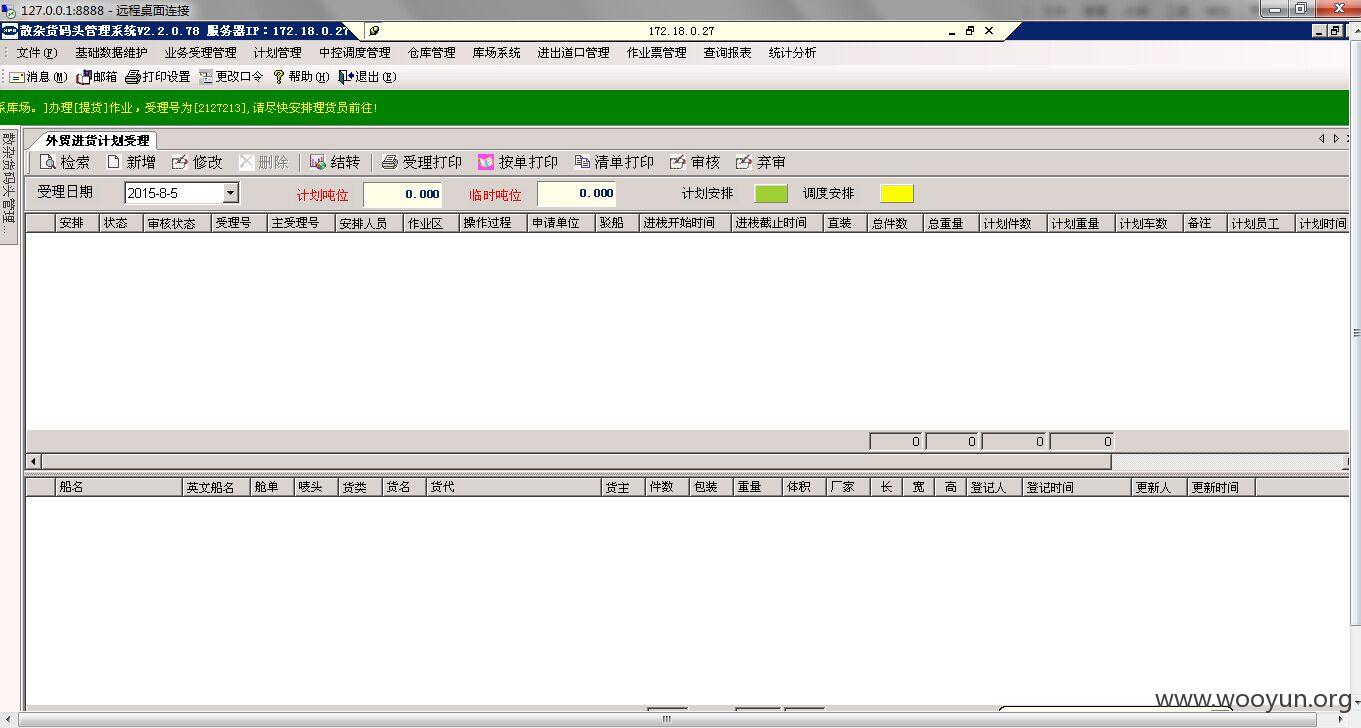 127.0.0.1:8888 - 远程桌面连接
散杂货码头管理系统V2.2.0.78 服务器IP：172.18.0.27
172.18.0.27
文件(F) 基础数据维护 业务受理管理 计划管理 中控调度管理 仓库管理 库场系统 进出道口管理 作业票管理 查询报表 统计分析
消息(M) 邮箱 打印设置 更改口令 帮助(H) 退出(E)
系库场。]办理[提货]作业，受理号为[2127213],请尽快安排理货员前往!
散杂货码头管理...
外贸进货计划受理
检索 新增 修改 删除 结转 受理打印 按单打印 清单打印 审核 弃审
受理日期 2015-8-5 计划吨位 0.000 临时吨位 0.000 计划安排 调度安排
安排 状态 审核状态 受理号 主受理号 安排人员 作业区 操作过程 申请单位 驳船 进栈开始时间 进栈截止时间 直装 总件数 总重量 计划件数 计划重量 计划车数 备注 计划员工 计划时间
0 0 0 0
船名 英文船名 舱单 唛头 货类 货名 货代 货主 件数 包装 重量 体积 厂家 长 宽 高 登记人 登记时间 更新人 更新时间
www.wooyun.org